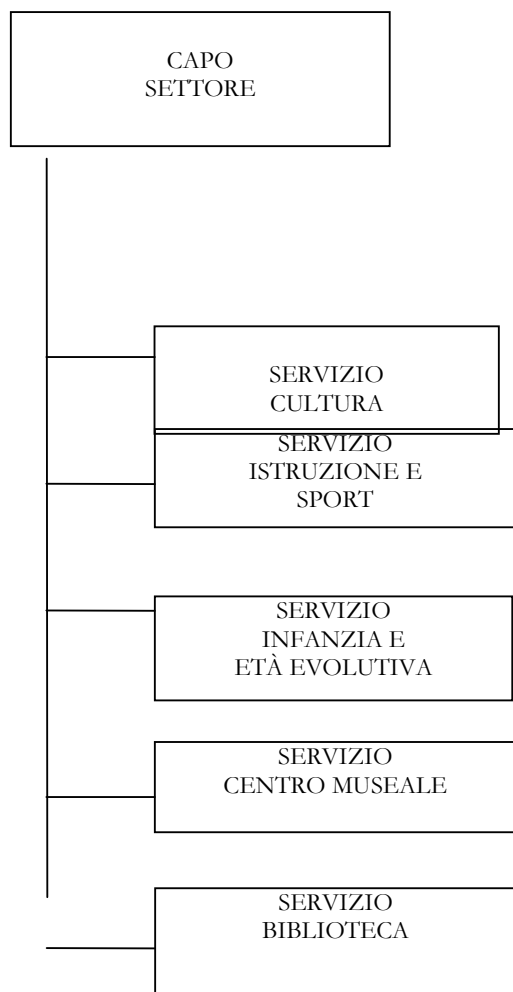 CAPO
SETTORE
SERVIZIO
CULTURA
SERVIZIO
ISTRUZIONE E
SPORT
SERVIZIO
INFANZIA E
ETÀ EVOLUTIVA
SERVIZIO
CENTRO MUSEALE
SERVIZIO
BIBLIOTECA